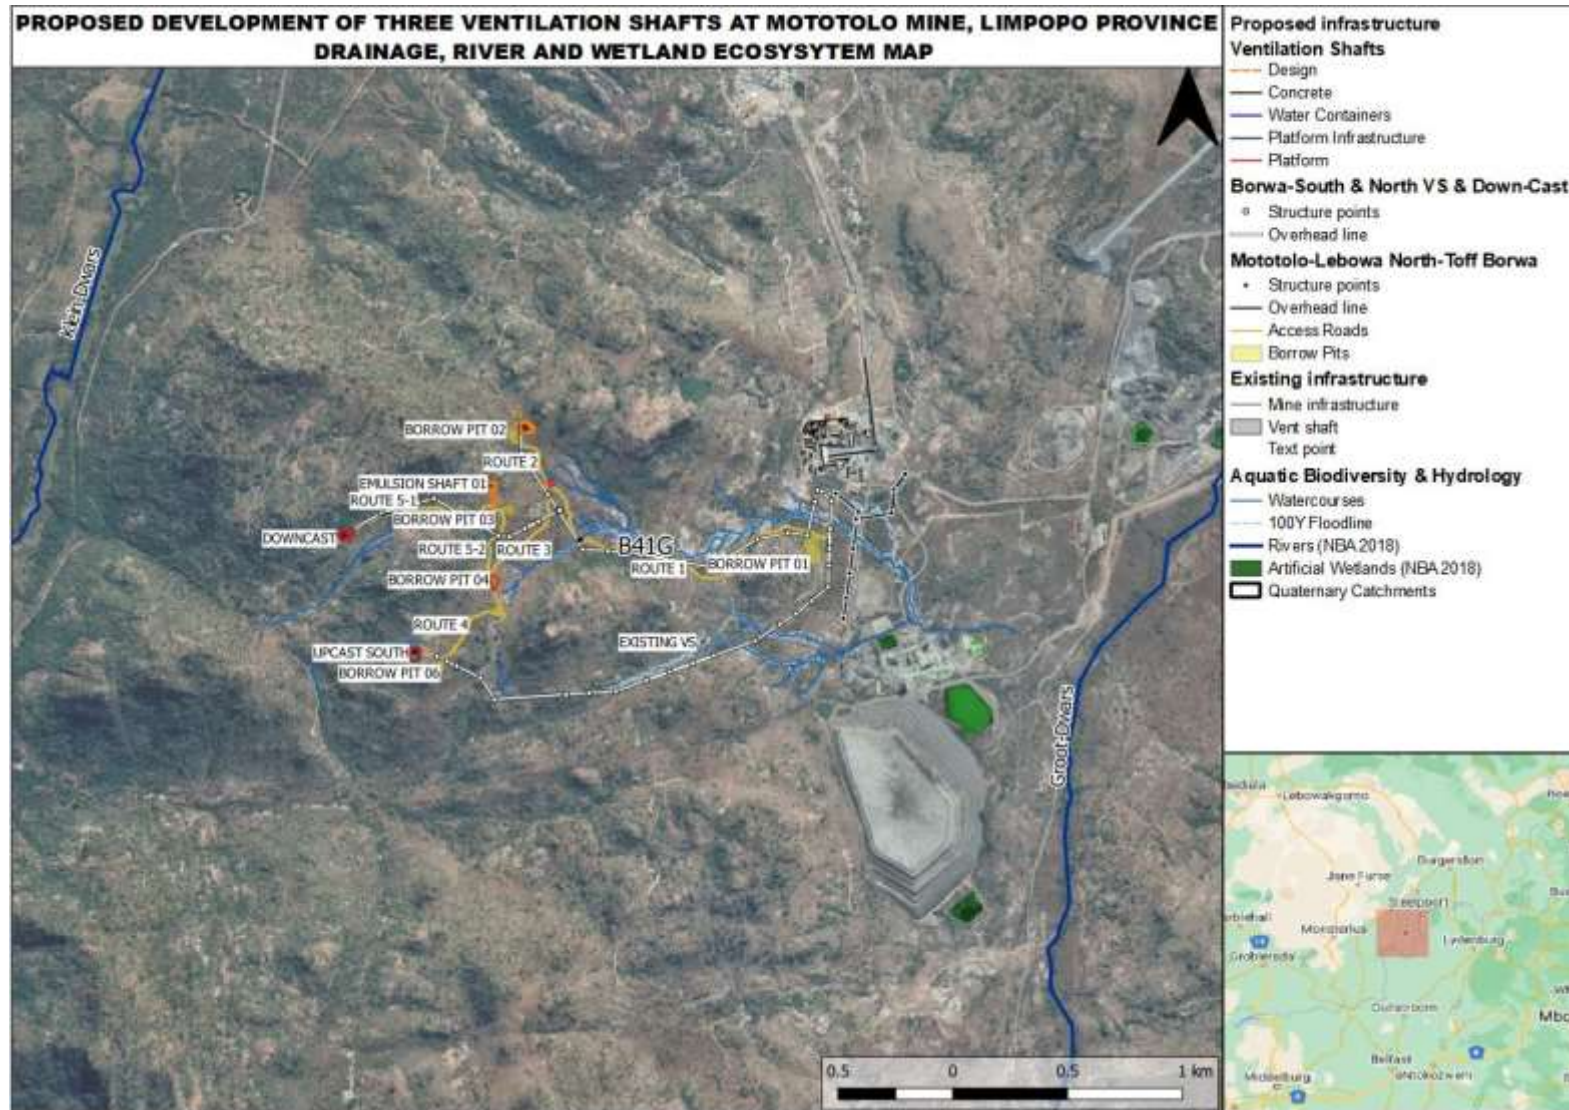 PROPOSED DEVELOPMENT OF THREE VENTILATION SHAFTS AT MOTOTOLO MINE, LIMPOPO PROVINCE
DRAINAGE, RIVER AND WETLAND ECOSYSYTEM MAP
Klein-Dwars
BORROW PIT 02
ROUTE 2
EMULSION SHAFT 01
ROUTE 5-1
BORROW PIT 03
DOWNCAST
ROUTE 5-2
ROUTE 3
B41G
ROUTE 1
BORROW PIT 01
BORROW PIT 04
ROUTE 4
EXISTING VS
UPCAST SOUTH
BORROW PIT 06
Groot-Dwars
0.5 0 0.5 1 km
Proposed infrastructure
Ventilation Shafts
Design
Concrete
Water Containers
Platform Infrastructure
Platform
Borwa-South & North VS & Down-Cast
Structure points
Overhead line
Mototolo-Lebowa North-Toff Borwa
Structure points
Overhead line
Access Roads
Borrow Pits
Existing infrastructure
Mine infrastructure
Vent shaft
Text point
Aquatic Biodiversity & Hydrology
Watercourses
100Y Floodline
Rivers (NBA 2018)
Artificial Wetlands (NBA 2018)
Quaternary Catchments
Lebowakgomo
Jane Furse
Lydenburg
Belfast
Middelburg